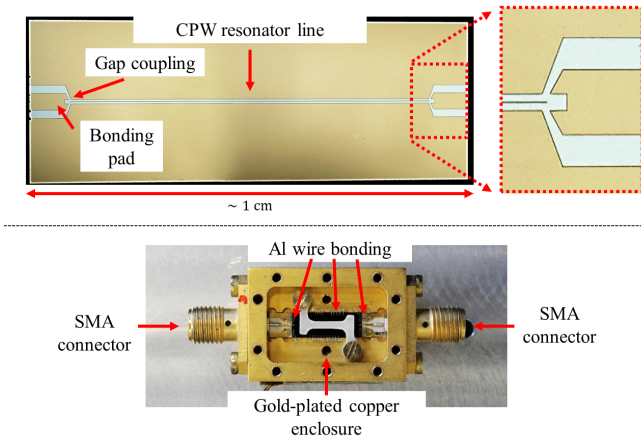 CPW resonator line
Gap coupling
Bonding
pad
~ 1 cm
Al wire bonding
SMA
connector
SMA
connector
Gold-plated copper
enclosure